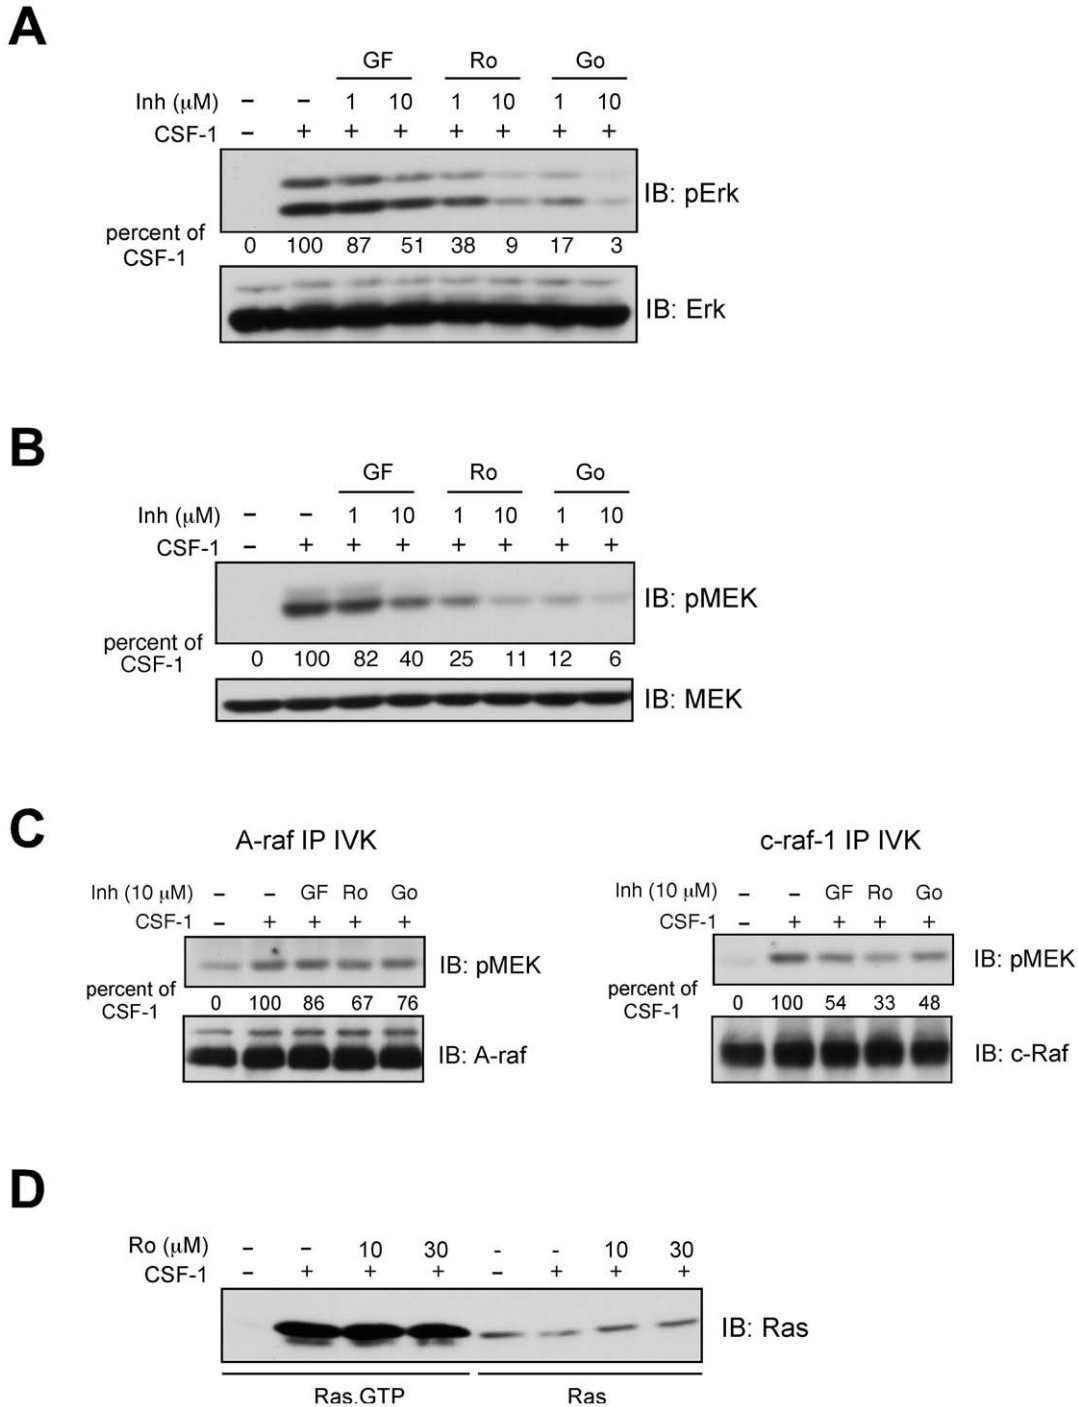 A
GF Ro Go
Inh (μM) – – 1 10 1 10 1 10
CSF-1 – + + + + + + +
IB: pErk
percent of CSF-1 0 100 87 51 38 9 17 3
IB: Erk
B
GF Ro Go
Inh (μM) – – 1 10 1 10 1 10
CSF-1 – + + + + + + +
IB: pMEK
percent of CSF-1 0 100 82 40 25 11 12 6
IB: MEK
C
A-raf IP IVK
Inh (10 μM) – – GF Ro Go
CSF-1 – + + + +
IB: pMEK
percent of CSF-1 0 100 86 67 76
IB: A-raf
c-raf-1 IP IVK
Inh (10 μM) – – GF Ro Go
CSF-1 – + + + +
IB: pMEK
percent of CSF-1 0 100 54 33 48
IB: c-Raf
D
Ro (μM) – – 10 30 - - 10 30
CSF-1 – + + + – + + +
IB: Ras
Ras.GTP Ras